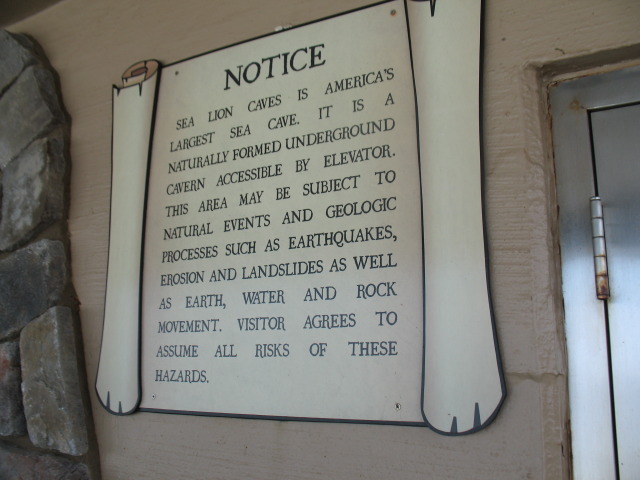 NOTICE
SEA LION CAVES IS AMERICA'S
LARGEST SEA CAVE. IT IS A
NATURALLY FORMED UNDERGROUND
CAVERN ACCESSIBLE BY ELEVATOR.
THIS AREA MAY BE SUBJECT TO
NATURAL EVENTS AND GEOLOGIC
PROCESSES SUCH AS EARTHQUAKES,
EROSION AND LANDSLIDES AS WELL
AS EARTH, WATER AND ROCK
MOVEMENT. VISITOR AGREES TO
ASSUME ALL RISKS OF THESE
HAZARDS.